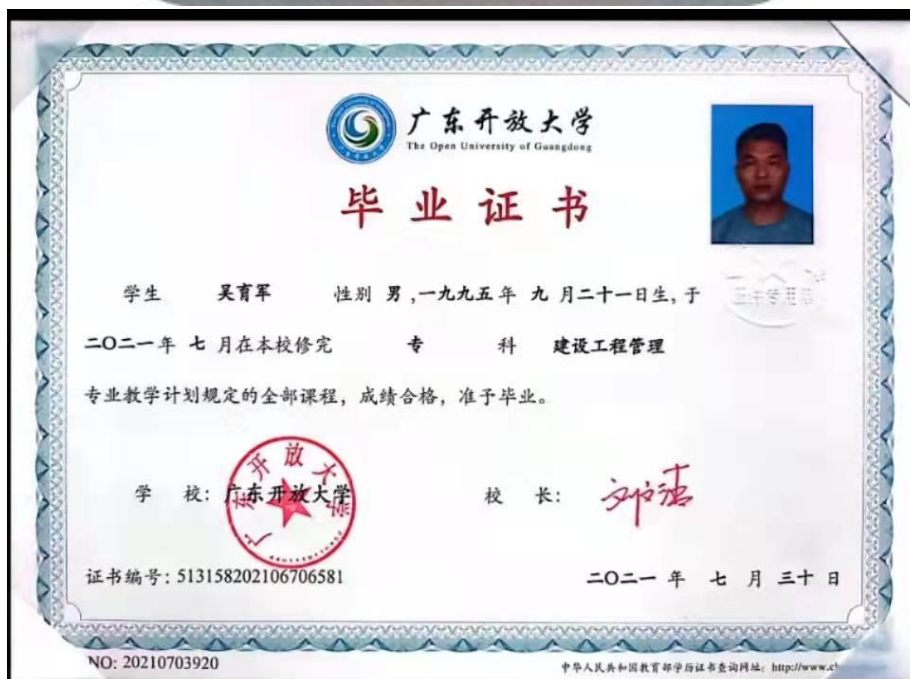 广东开放大学
The Open University of Guangdong
毕业证书
学生 吴育军 性别 男,一九九五年 九 月二十一日生,于
二〇二一年 七 月在本校修完 专 科 建设工程管理
专业教学计划规定的全部课程，成绩合格，准予毕业。
学 校: 广东开放大学 校 长:
广东开放大学
证书编号: 513158202106706581 二〇二一 年 七 月 三十 日
NO: 20210703920 中华人民共和国教育部学历证书查询网址: http://www.ch